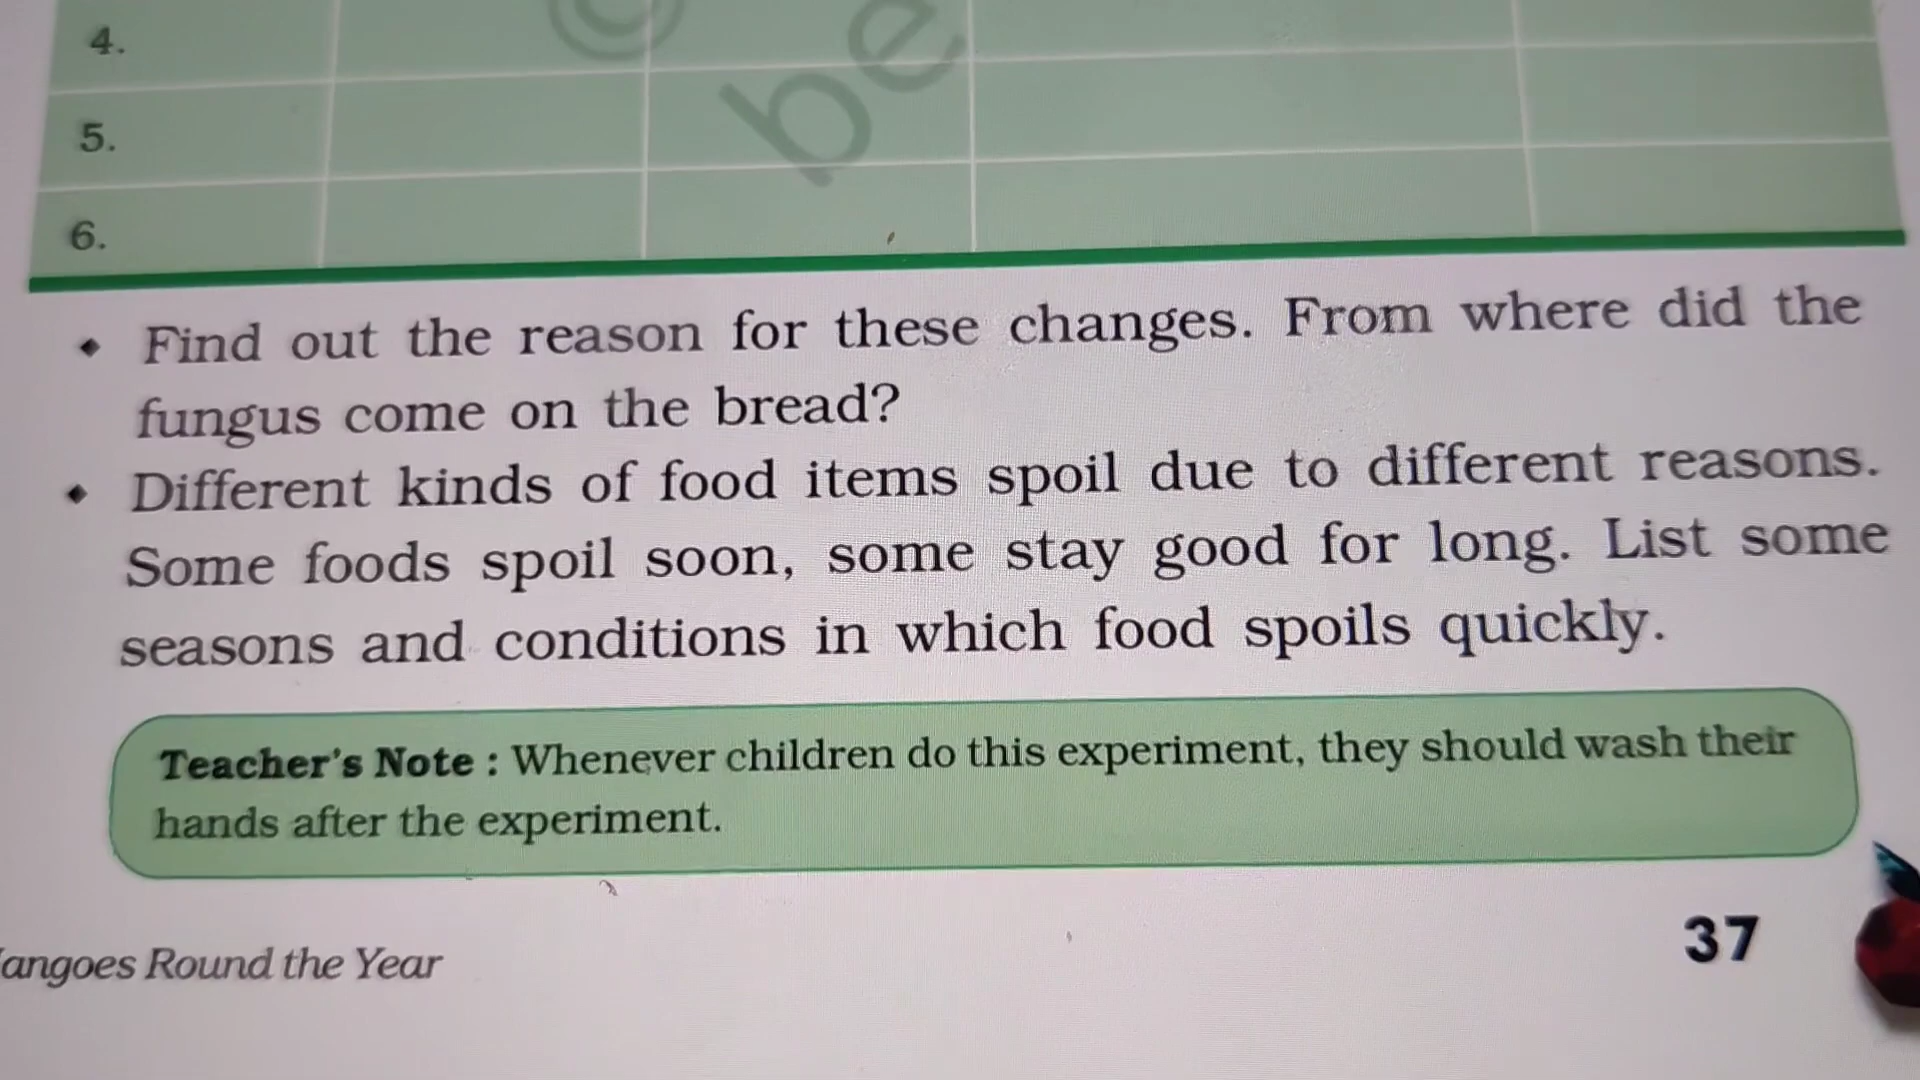 ©
be
4.
5.
6.
• Find out the reason for these changes. From where did the
fungus come on the bread?
• Different kinds of food items spoil due to different reasons.
Some foods spoil soon, some stay good for long. List some
seasons and conditions in which food spoils quickly.
Teacher's Note : Whenever children do this experiment, they should wash their
hands after the experiment.
angoes Round the Year
37